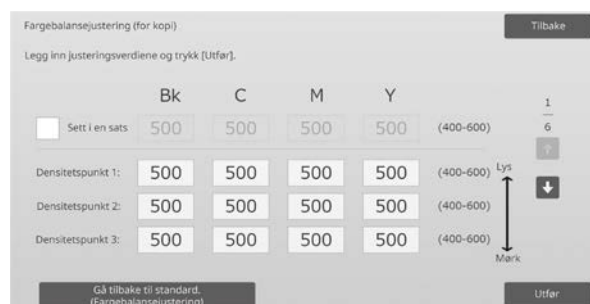 Fargebalansejustering (for kopi)
Tilbake
Legg inn justeringsverdiene og trykk [Utfør].
Bk C M Y
Sett i en sats 500 500 500 500 (400-600)
1
6
Densitetspunkt 1: 500 500 500 500 (400-600)
Lys
Densitetspunkt 2: 500 500 500 500 (400-600)
Densitetspunkt 3: 500 500 500 500 (400-600)
Mørk
Gå tilbake til standard.
(Fargebalansejustering)
Utfør